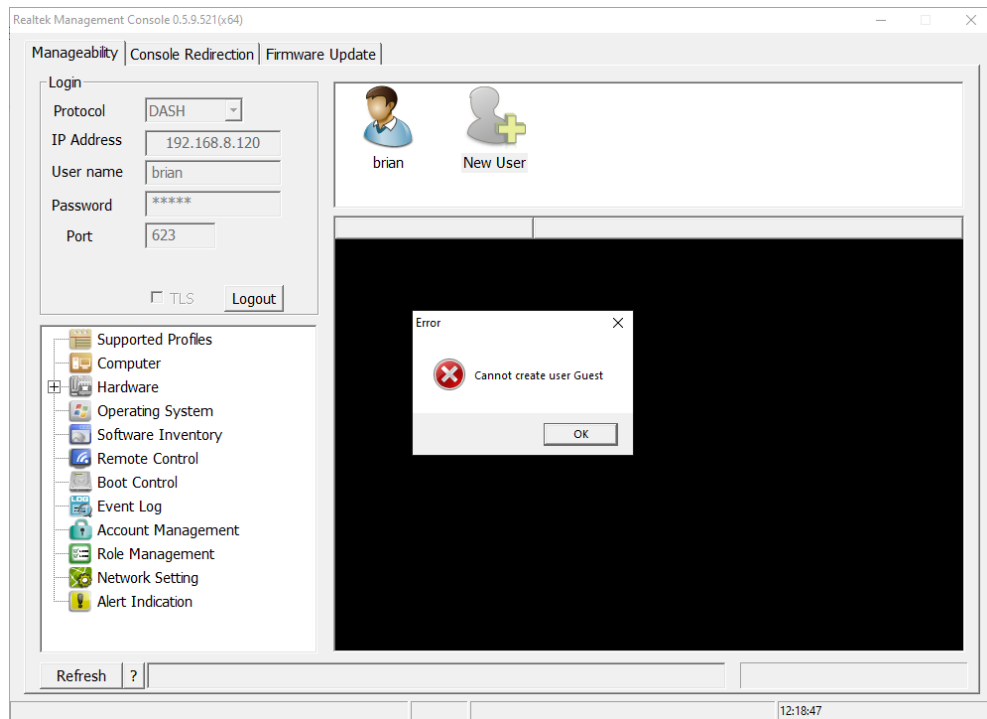 Realtek Management Console 0.5.9.521(x64)
Manageability Console Redirection Firmware Update
Login
Protocol DASH
IP Address 192.168.8.120
User name brian
Password *****
Port 623
TLS Logout
brian New User
Error
Cannot create user Guest
OK
Supported Profiles
Computer
Hardware
Operating System
Software Inventory
Remote Control
Boot Control
Event Log
Account Management
Role Management
Network Setting
Alert Indication
Refresh ?
12:18:47